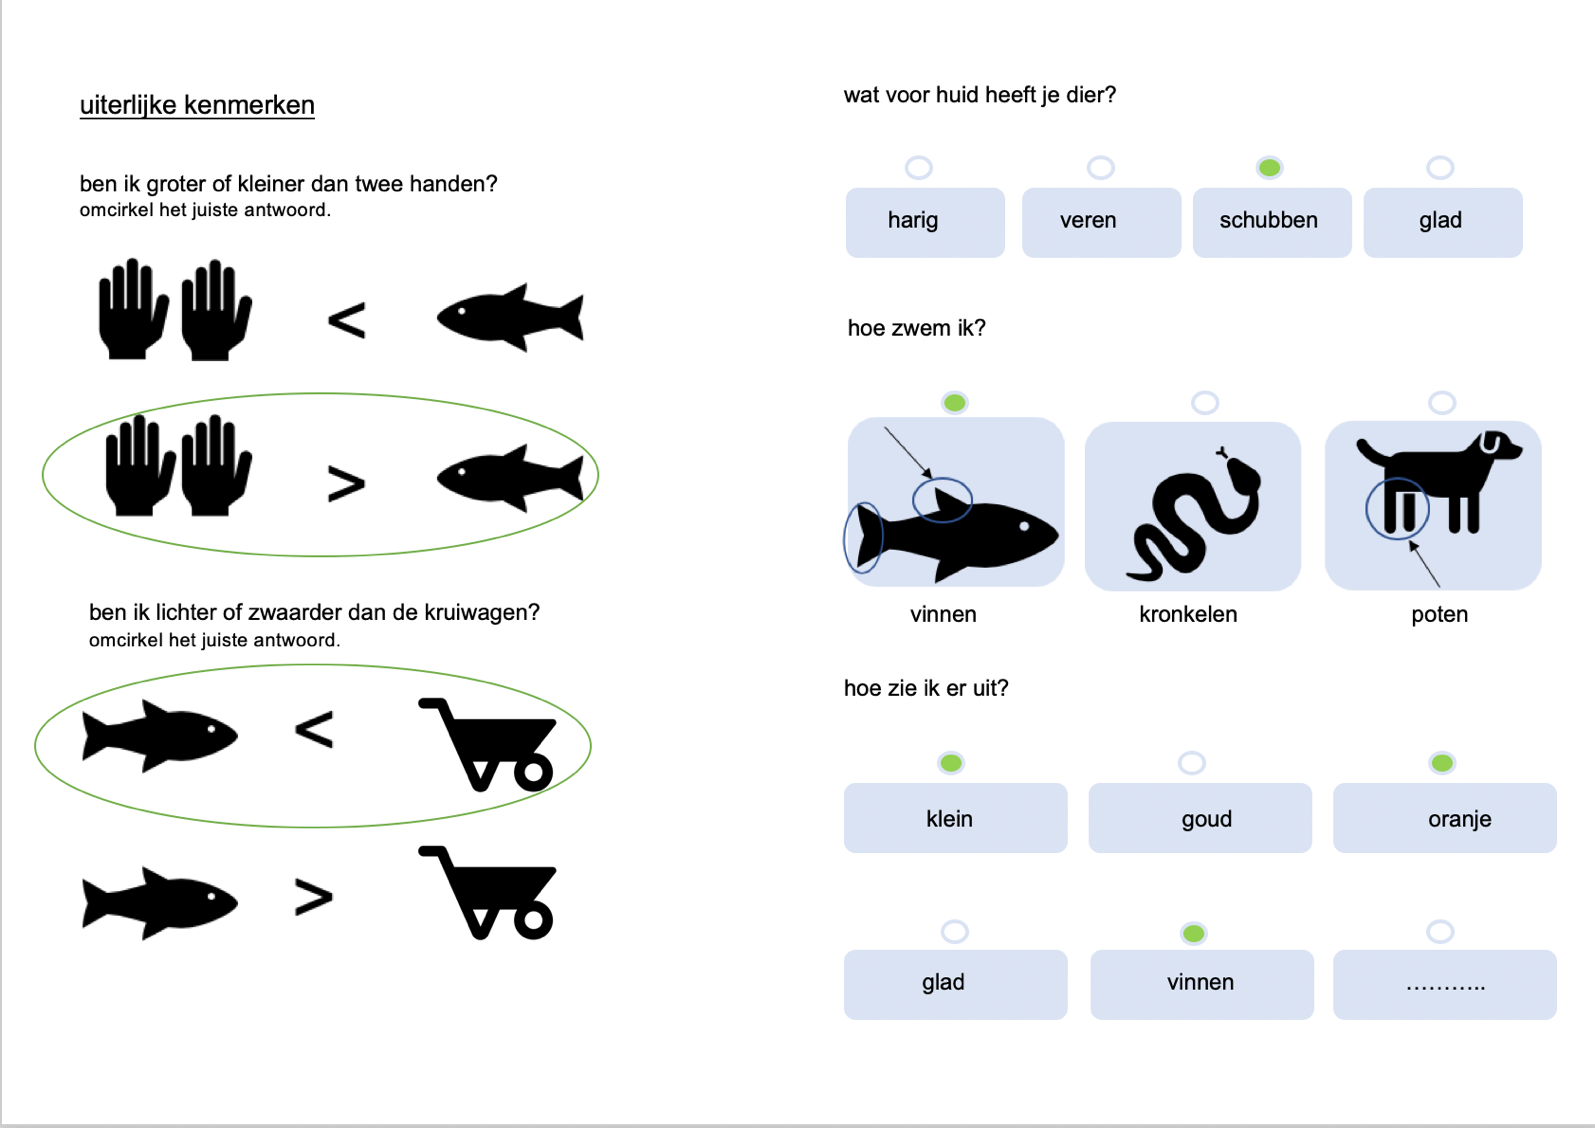 uiterlijke kenmerken
ben ik groter of kleiner dan twee handen?
omcirkel het juiste antwoord.
<
>
ben ik lichter of zwaarder dan de kruiwagen?
omcirkel het juiste antwoord.
<
>
wat voor huid heeft je dier?
harig veren schubben glad
hoe zwem ik?
vinnen kronkelen poten
hoe zie ik er uit?
klein goud oranje
glad vinnen ………..